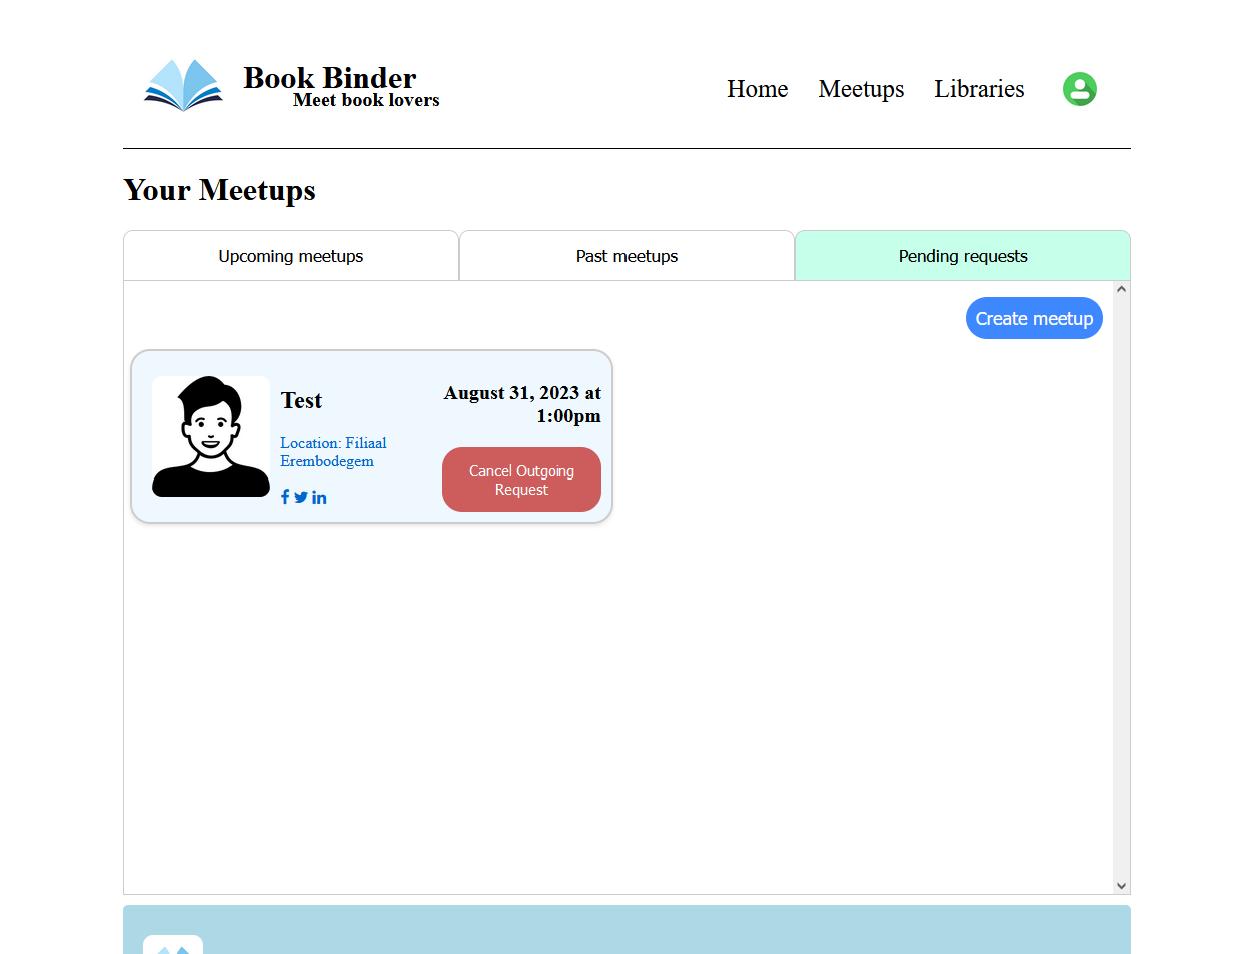 Book Binder
Meet book lovers
Home
Meetups
Libraries
Your Meetups
Upcoming meetups
Past meetups
Pending requests
Create meetup
Test
Location: Filiaal
Erembodegem
August 31, 2023 at
1:00pm
Cancel Outgoing
Request